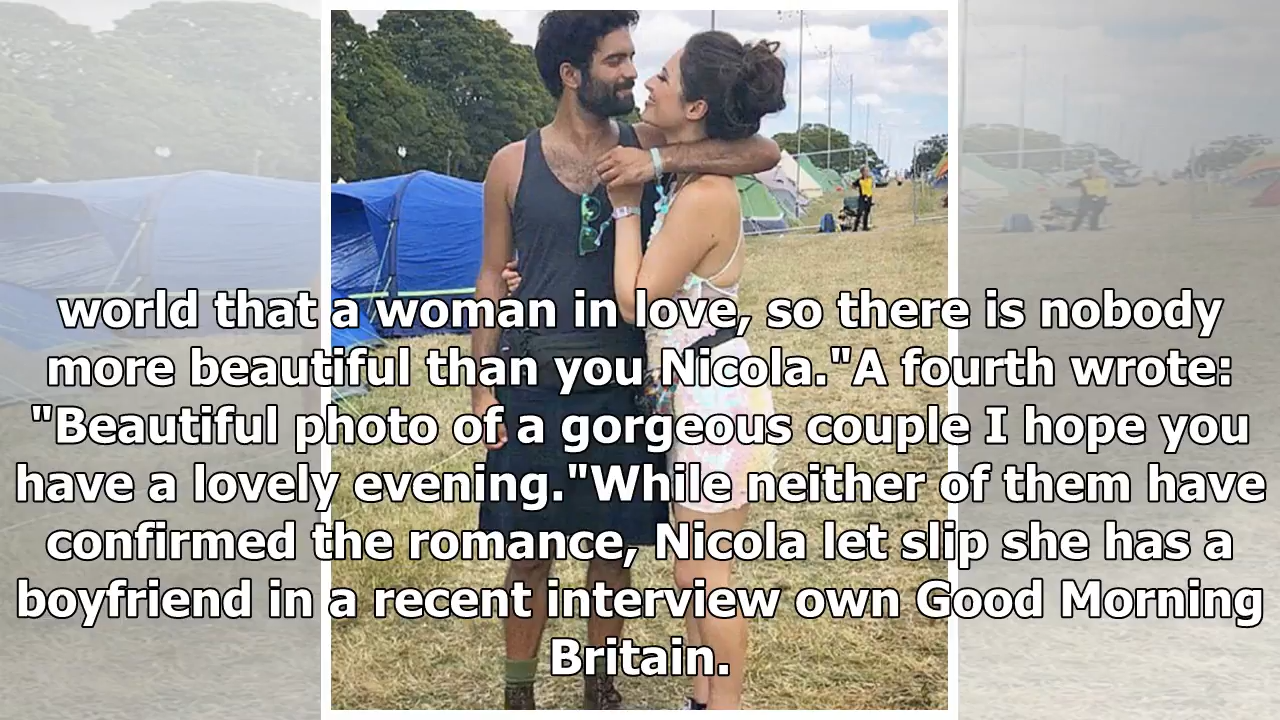 world that a woman in love, so there is nobody
more beautiful than you Nicola."A fourth wrote:
"Beautiful photo of a gorgeous couple I hope you
have a lovely evening."While neither of them have
confirmed the romance, Nicola let slip she has a
boyfriend in a recent interview own Good Morning
Britain.